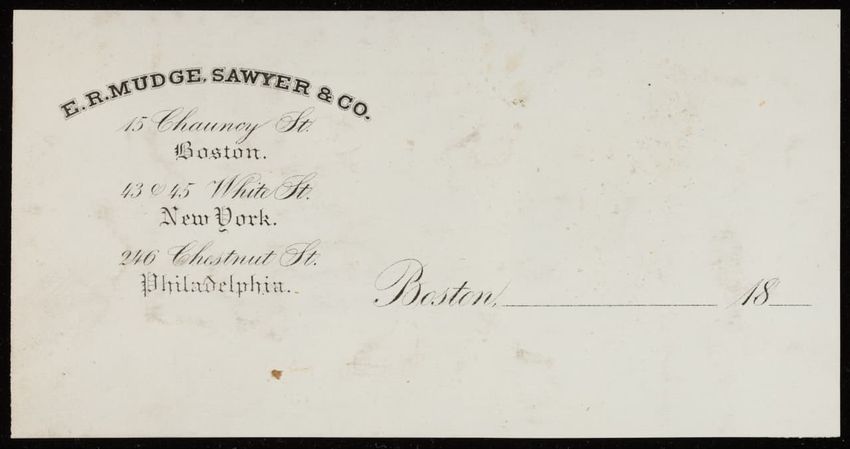 E. R. MUDGE, SAWYER & CO.
15 Chauncy St.
Boston.
43 & 45 White St.
New York.
246 Chestnut St.
Philadelphia.
Boston, 18